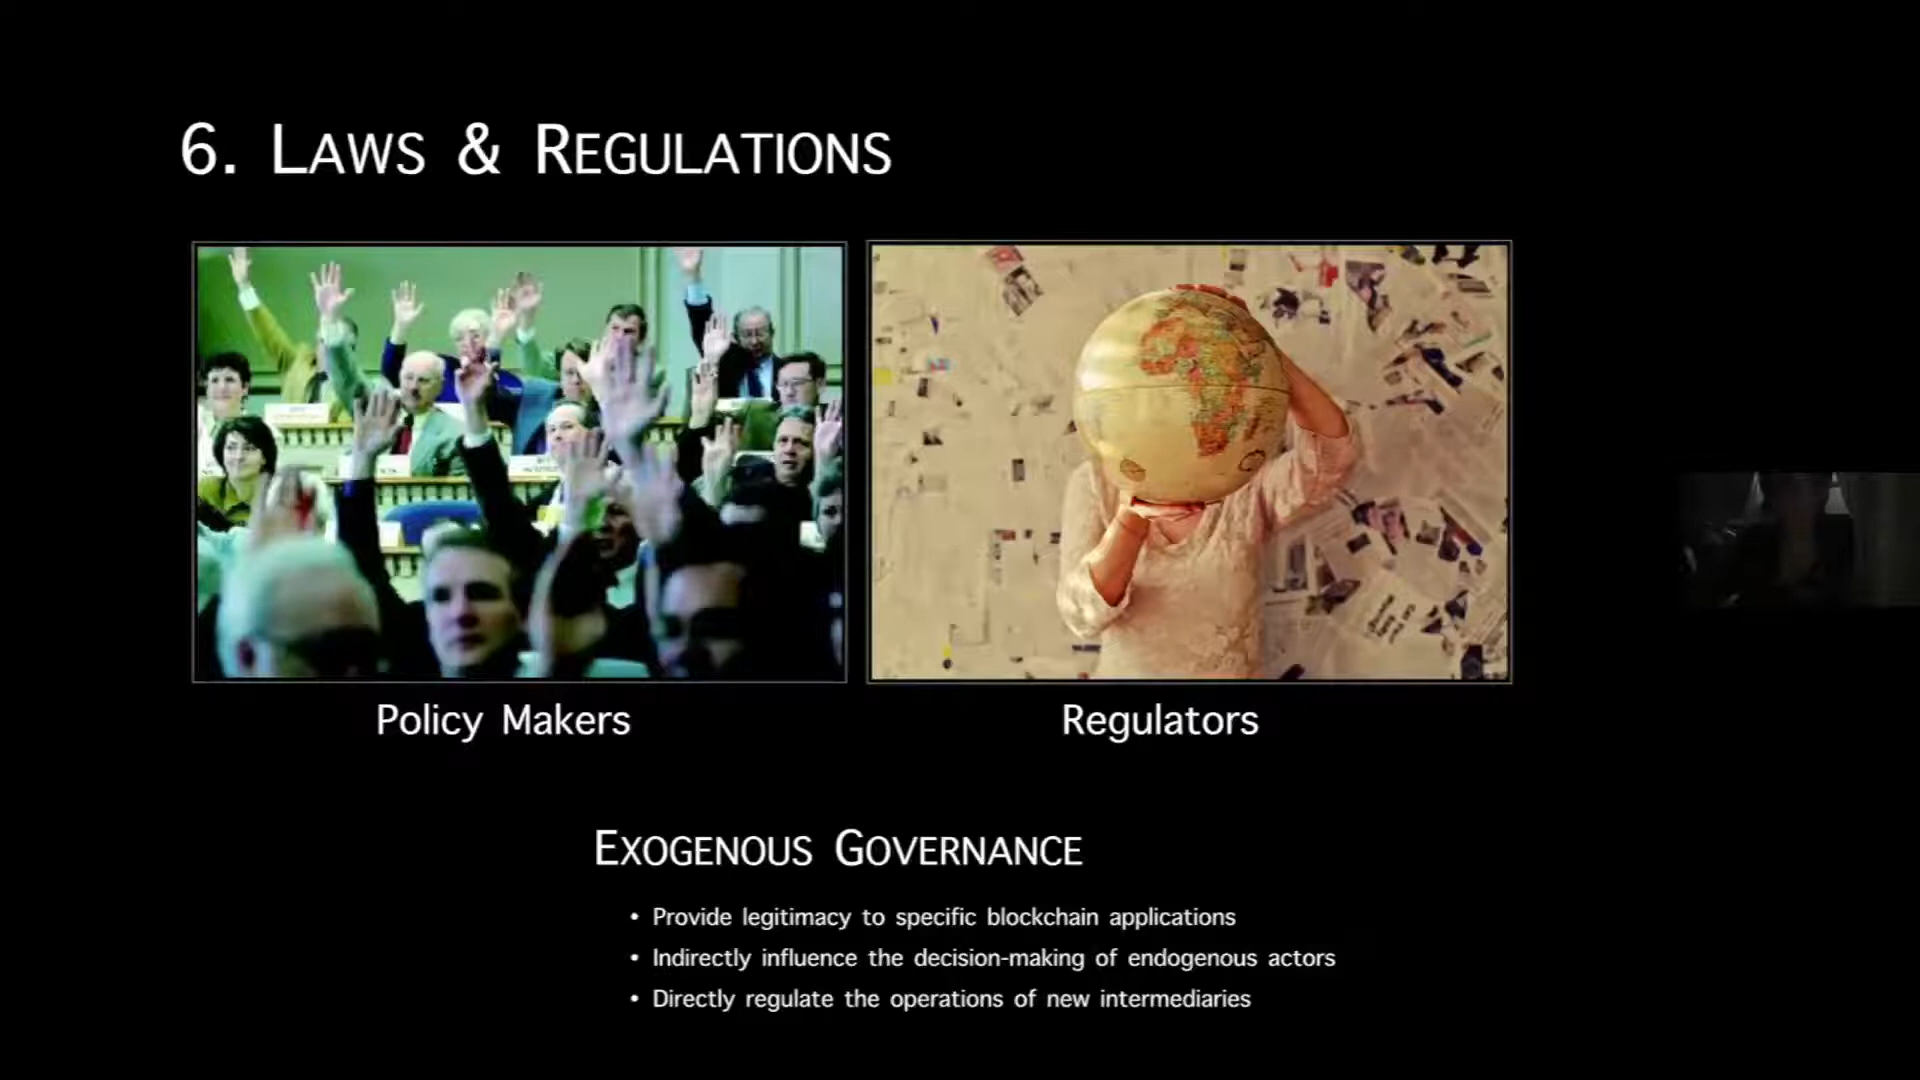 6. LAWS & REGULATIONS
Policy Makers
Regulators
EXOGENOUS GOVERNANCE
• Provide legitimacy to specific blockchain applications
• Indirectly influence the decision-making of endogenous actors
• Directly regulate the operations of new intermediaries